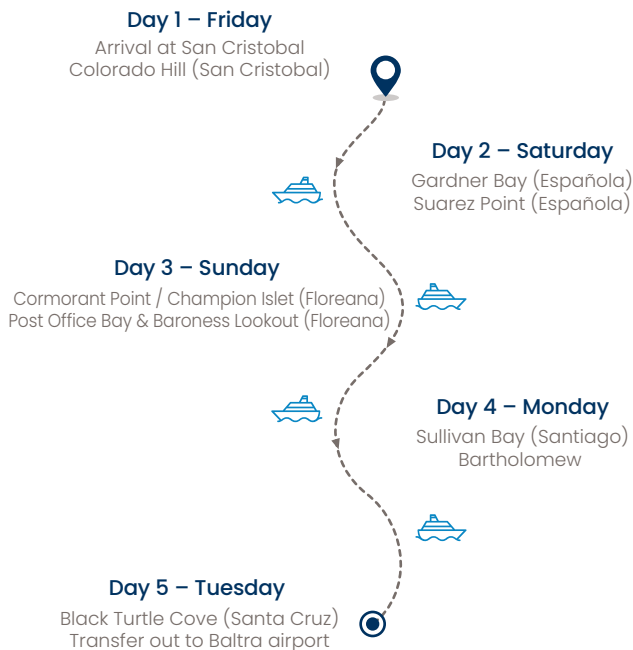 Day 1 – Friday
Arrival at San Cristobal
Colorado Hill (San Cristobal)
Day 2 – Saturday
Gardner Bay (Española)
Suarez Point (Española)
Day 3 – Sunday
Cormorant Point / Champion Islet (Floreana)
Post Office Bay & Baroness Lookout (Floreana)
Day 4 – Monday
Sullivan Bay (Santiago)
Bartholomew
Day 5 – Tuesday
Black Turtle Cove (Santa Cruz)
Transfer out to Baltra airport